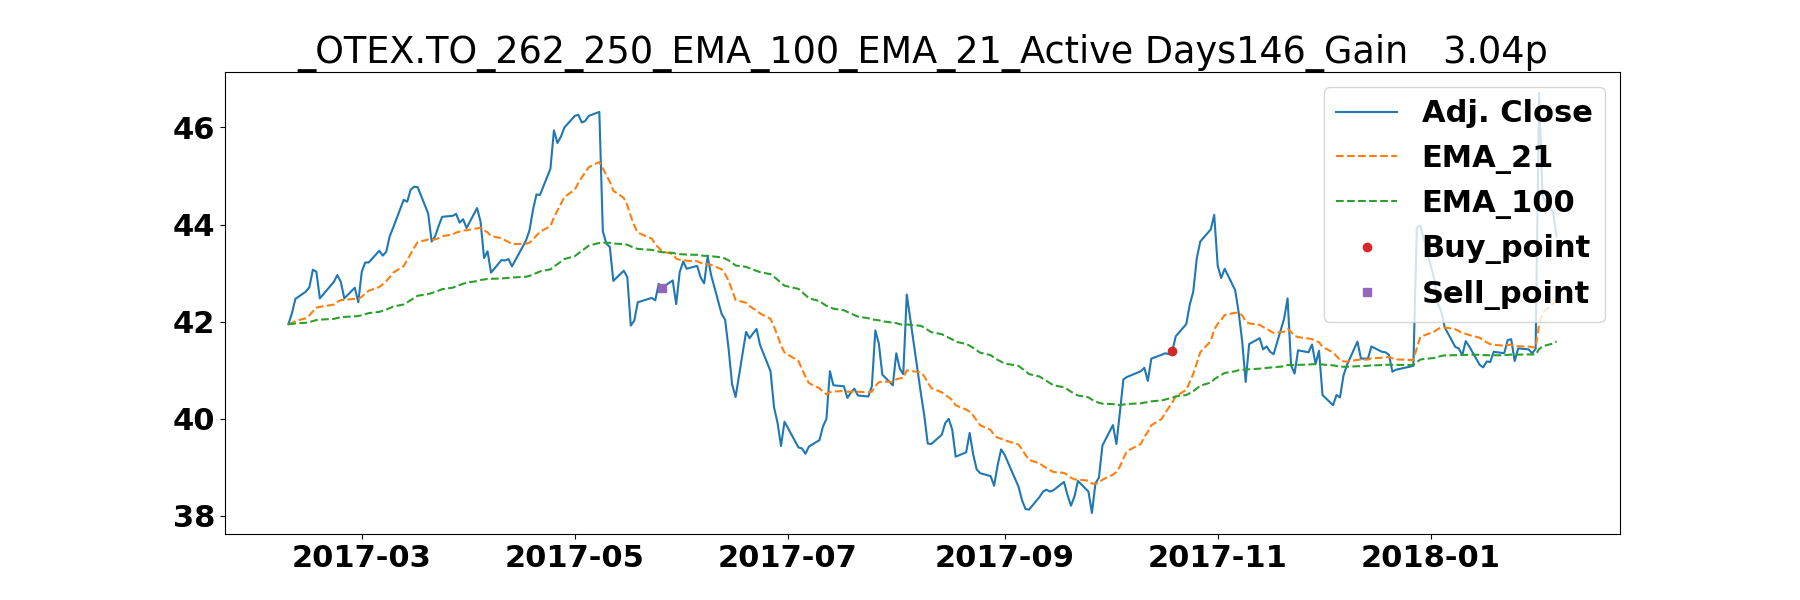 _OTEX.TO_262_250_EMA_100_EMA_21_Active Days146_Gain   3.04p
46
44
42
40
38
2017-03 2017-05 2017-07 2017-09 2017-11 2018-01
Adj. Close
EMA_21
EMA_100
Buy_point
Sell_point